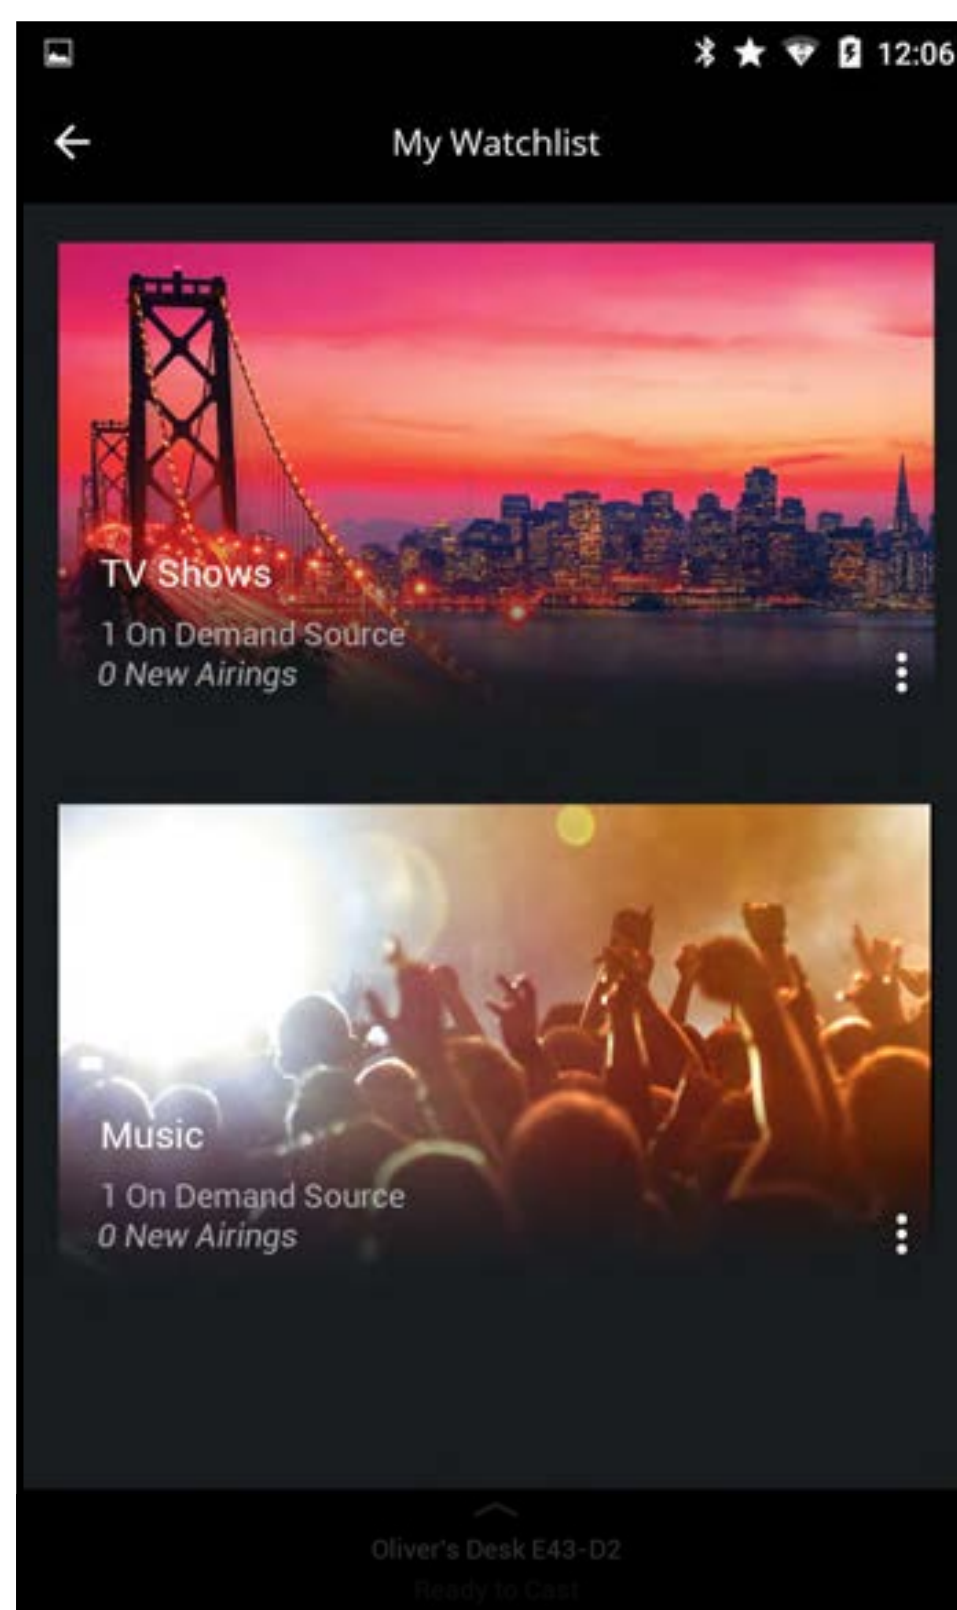 12:06
My Watchlist
TV Shows
1 On Demand Source
0 New Airings
Music
1 On Demand Source
0 New Airings
Oliver's Desk E43-D2
Ready to Cast